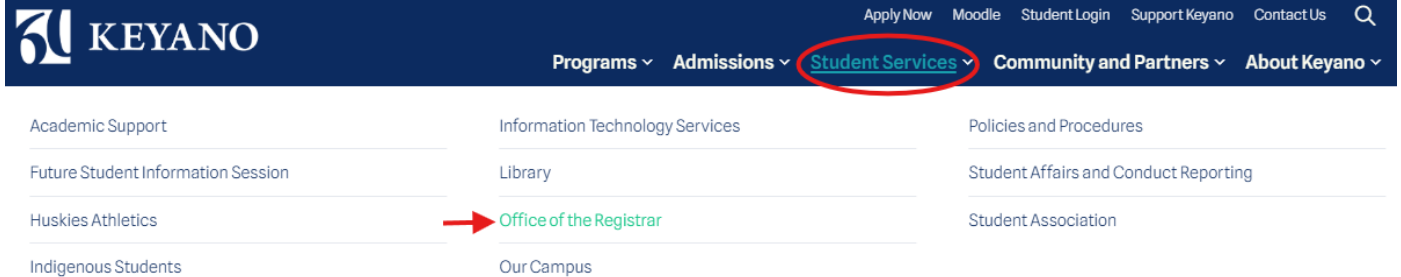 Apply Now Moodle Student Login Support Keyano Contact Us
KEYANO
Programs Admissions Student Services Community and Partners About Keyano
Academic Support Information Technology Services Policies and Procedures
Future Student Information Session Library Student Affairs and Conduct Reporting
Huskies Athletics Office of the Registrar Student Association
Indigenous Students Our Campus